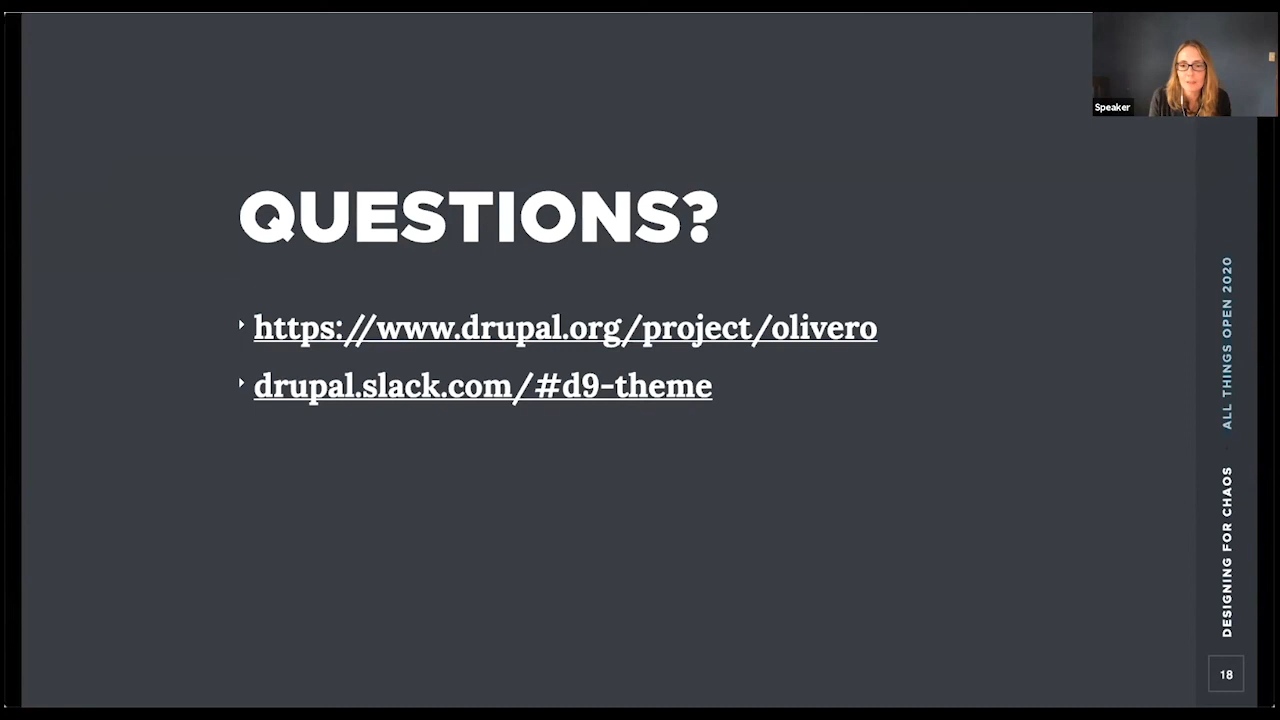 Speaker
QUESTIONS?
https://www.drupal.org/project/olivero
drupal.slack.com/#d9-theme
DESIGNING FOR CHAOS · ALL THINGS OPEN 2020
18